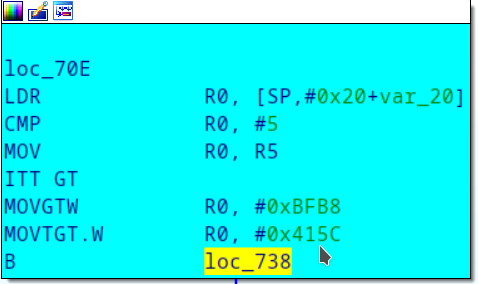 loc_70E
LDR R0, [SP,#0x20+var_20]
CMP R0, #5
MOV R0, R5
ITT GT
MOVGTW R0, #0xBFB8
MOVTGT.W R0, #0x415C
B loc_738